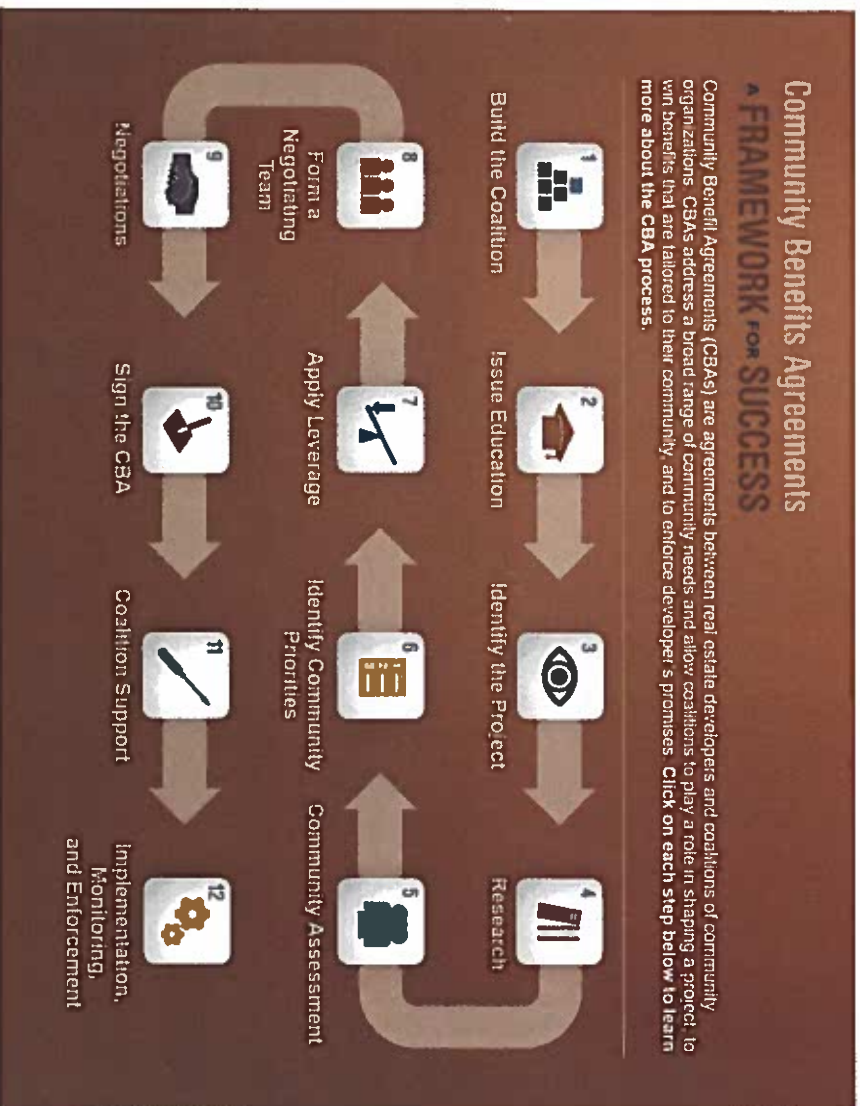 Community Benefits Agreements
A FRAMEWORK FOR SUCCESS
Community Benefit Agreements (CBAs) are agreements between real estate developers and coalitions of community
organizations. CBAs address a broad range of community needs and allow coalitions to play a role in shaping a project, to
win benefits that are tailored to their community, and to enforce developer's promises. Click on each step below to learn
more about the CBA process.
1
Build the Coalition
2
Issue Education
3
Identify the Project
4
Research
5
Community Assessment
6
1
2
3
Identify Community
Priorities
7
Apply Leverage
8
Form a
Negotiating
Team
9
Negotiations
10
Sign the CBA
11
Coalition Support
12
Implementation,
Monitoring,
and Enforcement